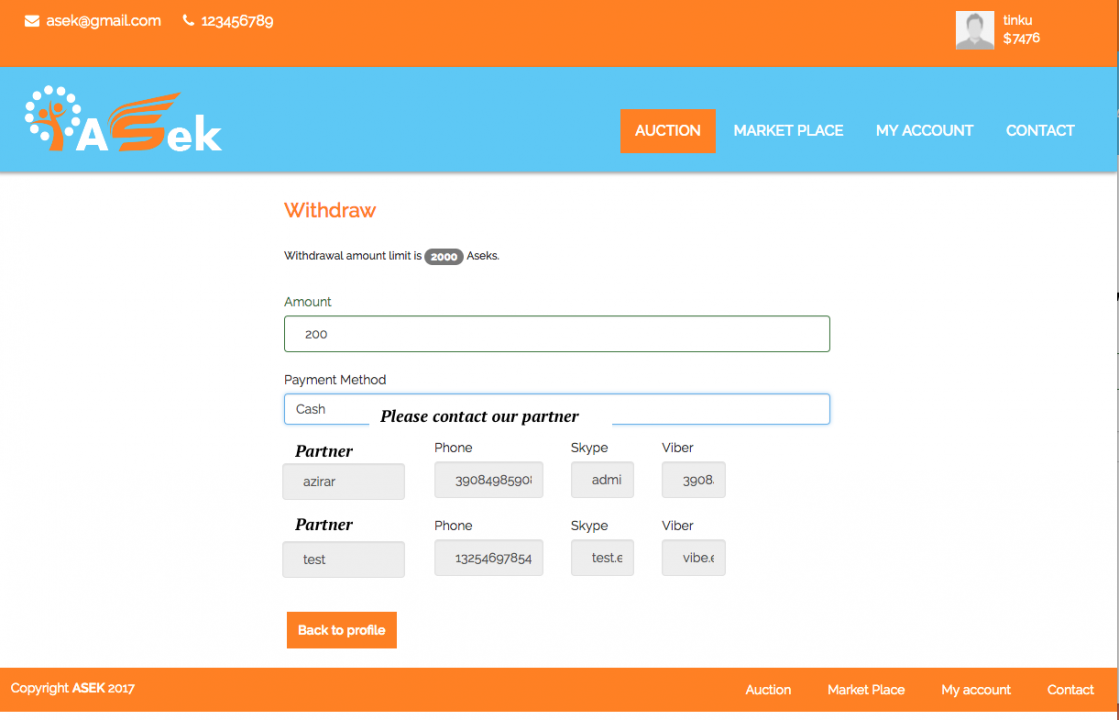 asek@gmail.com 123456789 tinku
$7476
ASek
AUCTION MARKET PLACE MY ACCOUNT CONTACT
Withdraw
Withdrawal amount limit is 2000 Aseks.
Amount
200
Payment Method
Cash
Please contact our partner
Partner Phone Skype Viber
azirar 3908498590 admi 3908.
Partner Phone Skype Viber
test 13254697854 test.e vibe.e
Back to profile
Copyright ASEK 2017 Auction Market Place My account Contact